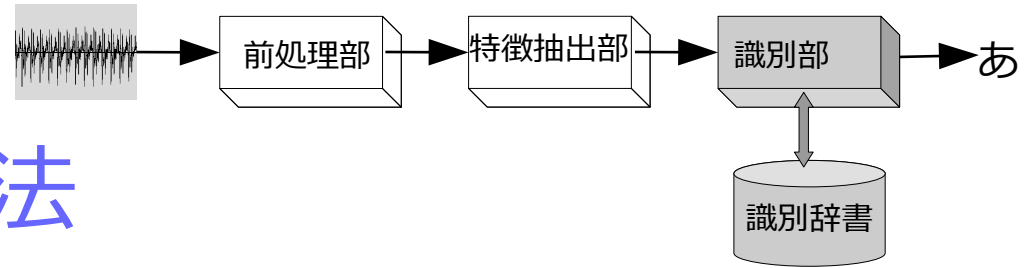 前処理部
特徴抽出部
識別部
あ
識別辞書
法